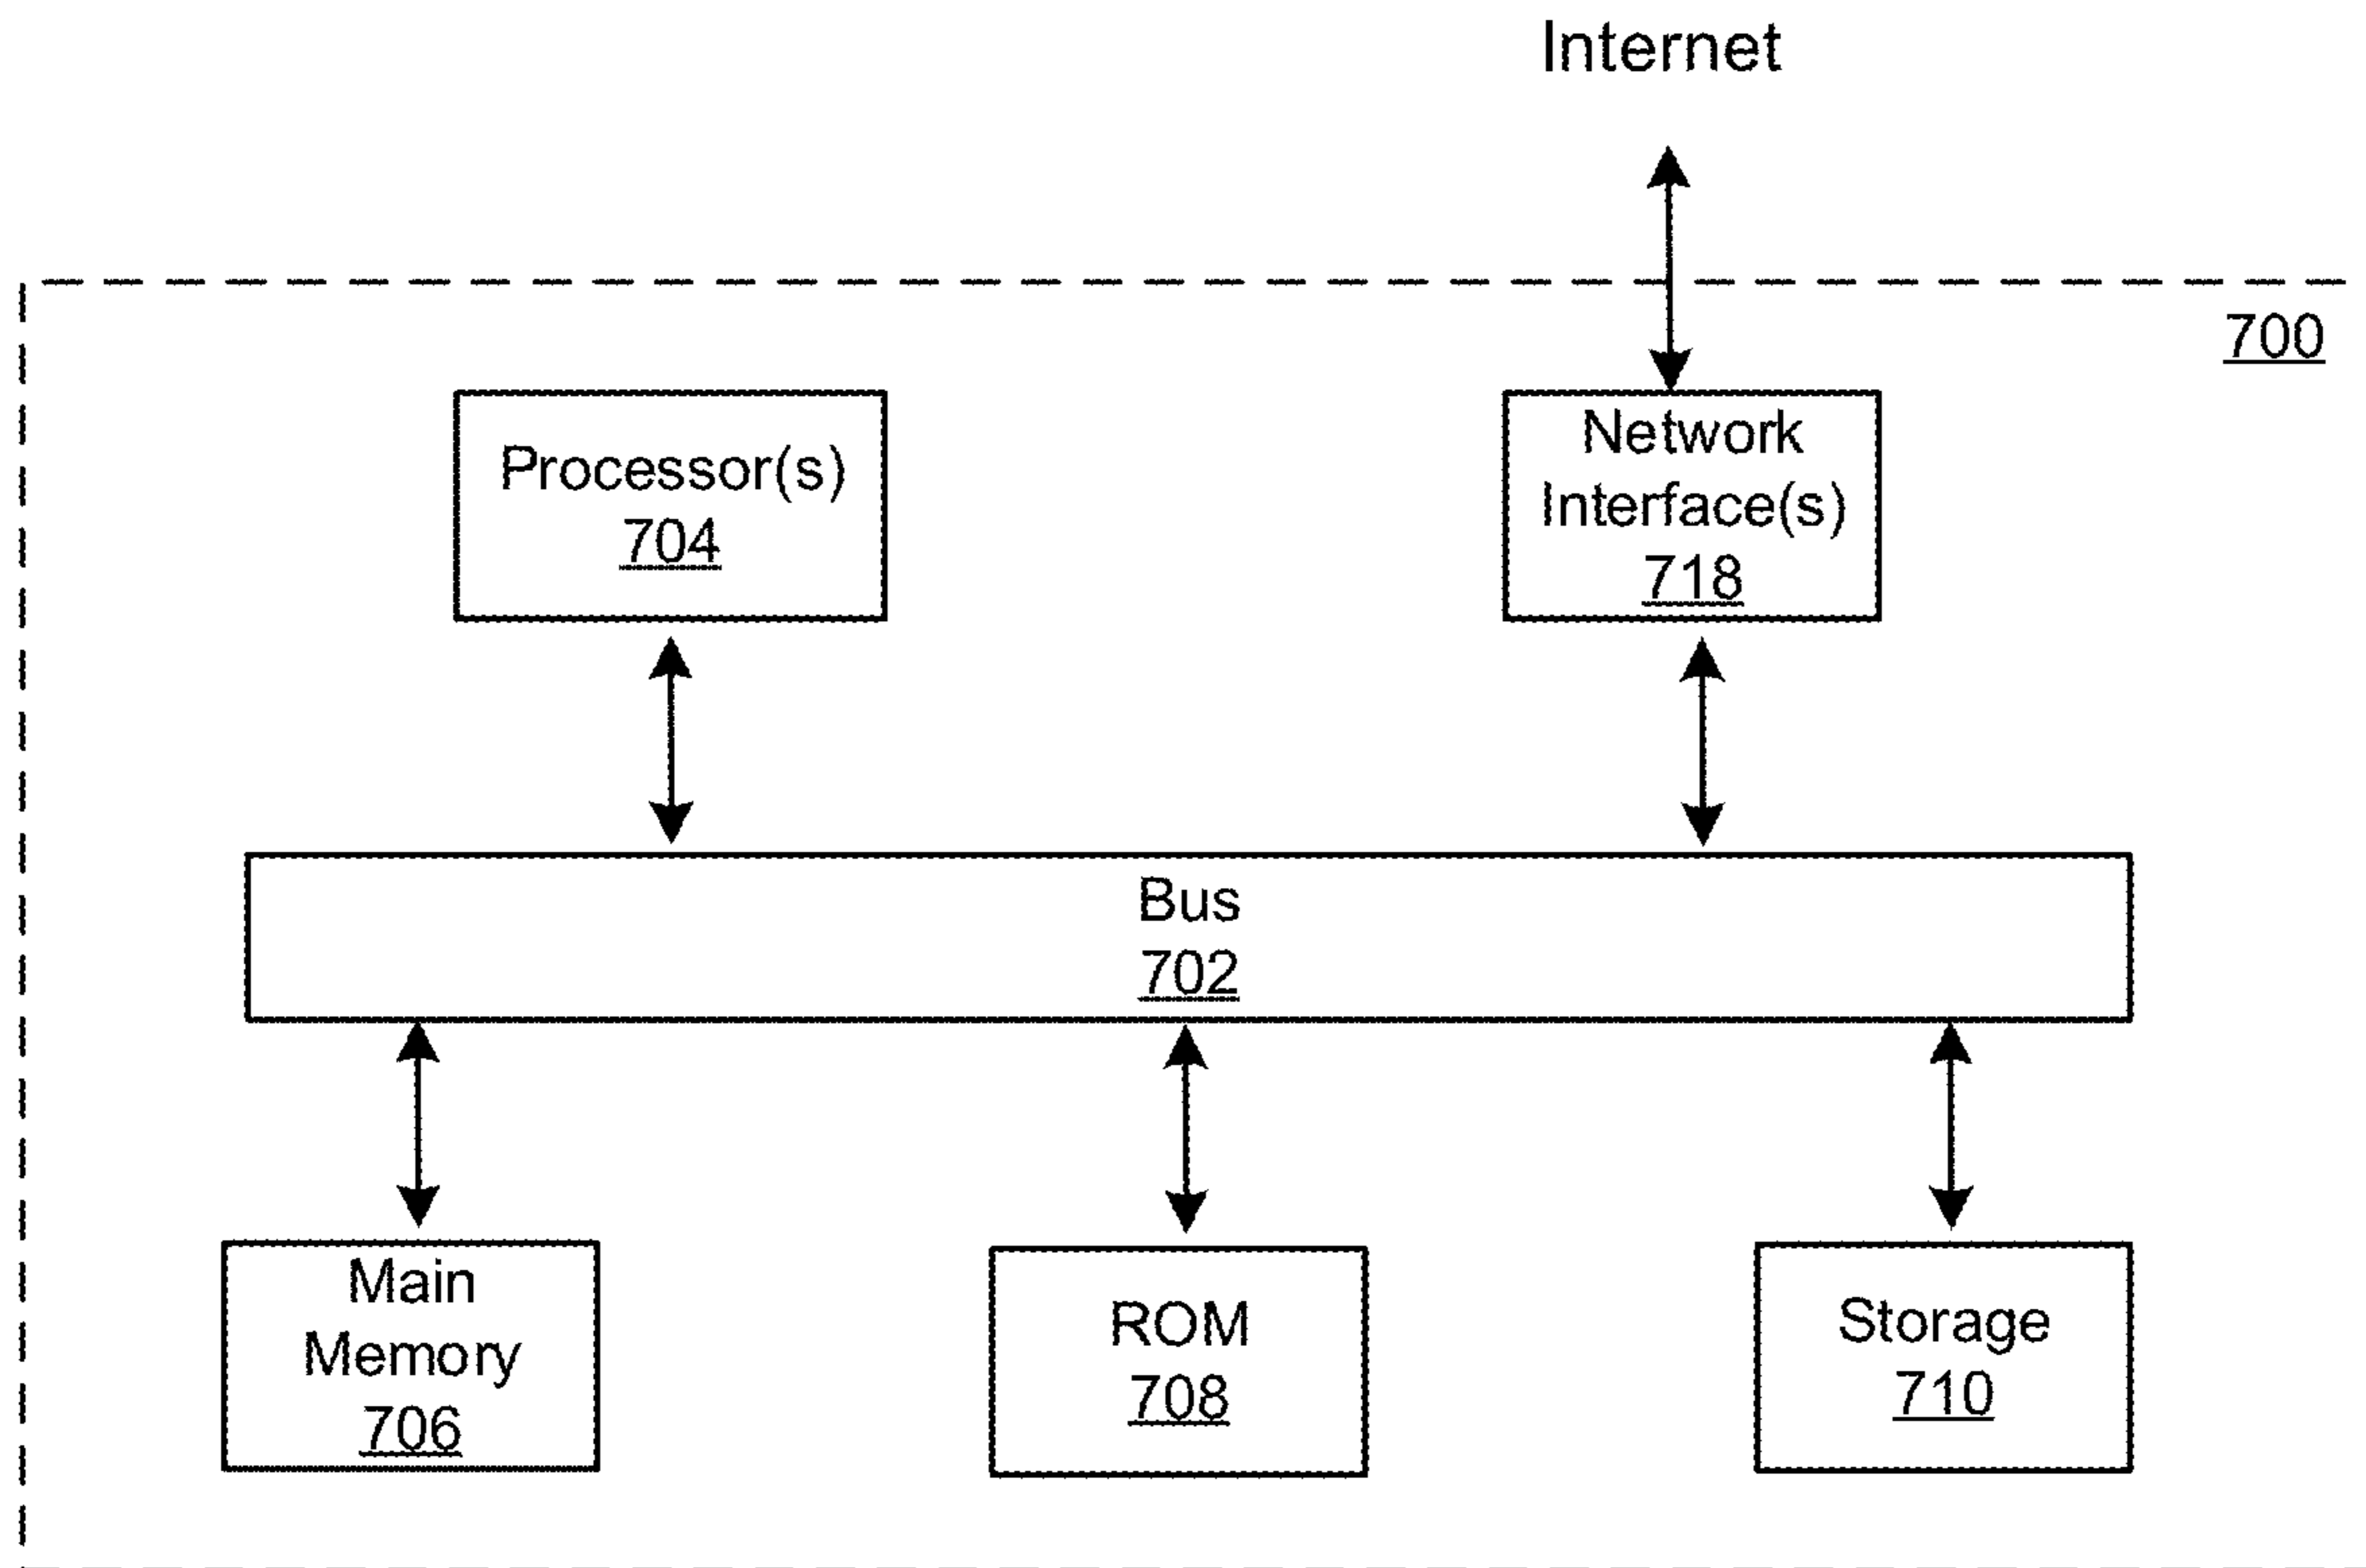 Internet
700
Processor(s)
704
Network
Interface(s)
718
Bus
702
Main
Memory
706
ROM
708
Storage
710